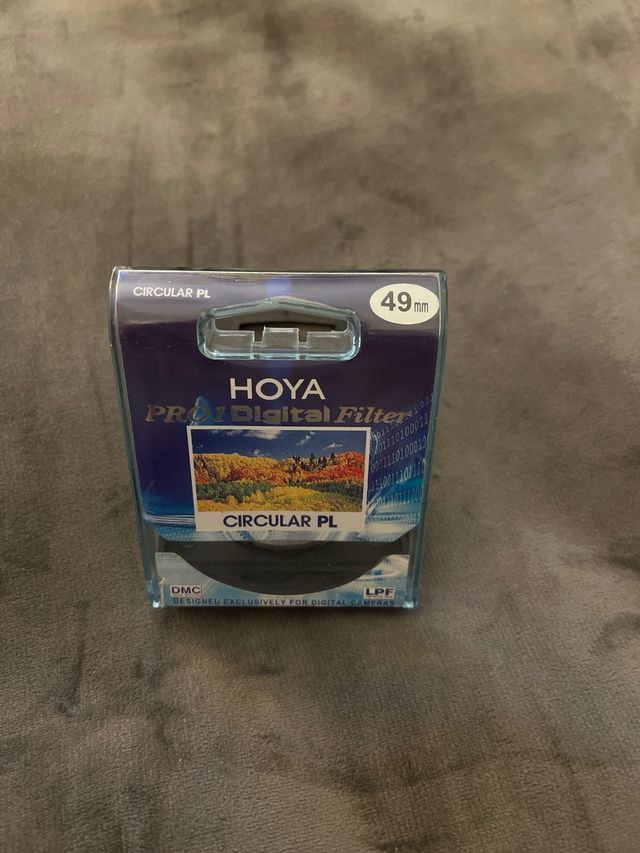 CIRCULAR PL
49mm
HOYA
PRO1 Digital Filter
CIRCULAR PL
DMC
LPF
DESIGNED EXCLUSIVELY FOR DIGITAL CAMERAS